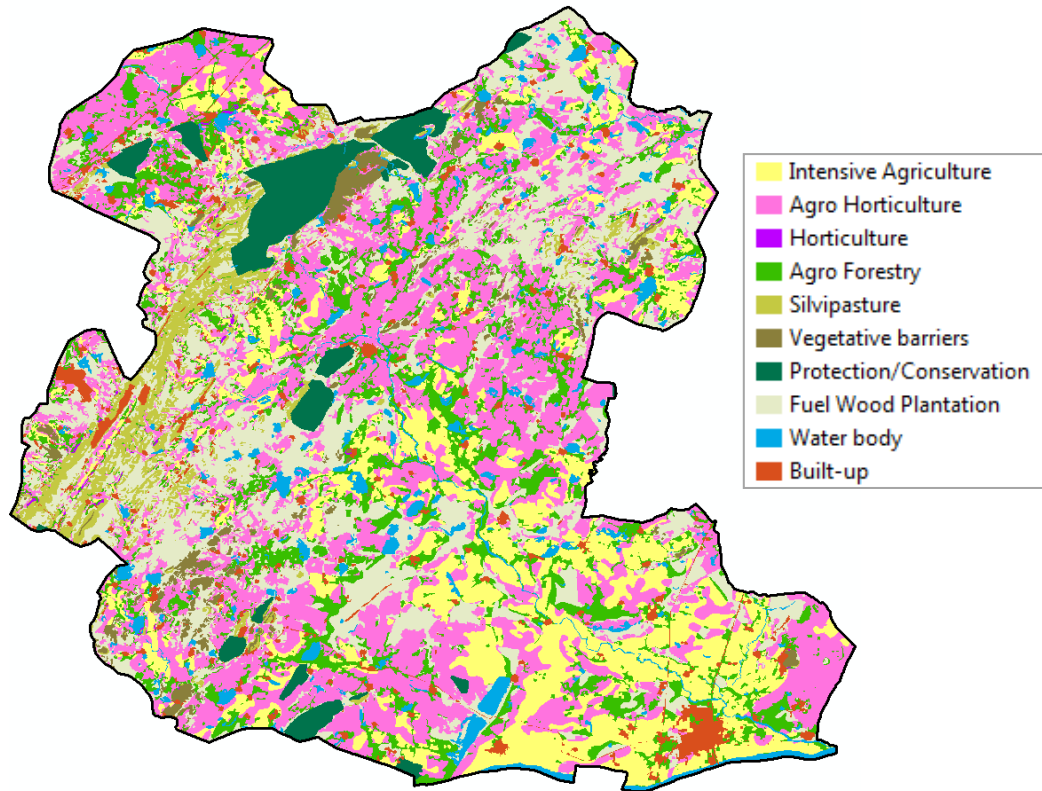 Intensive Agriculture
Agro Horticulture
Horticulture
Agro Forestry
Silvipasture
Vegetative barriers
Protection/Conservation
Fuel Wood Plantation
Water body
Built-up